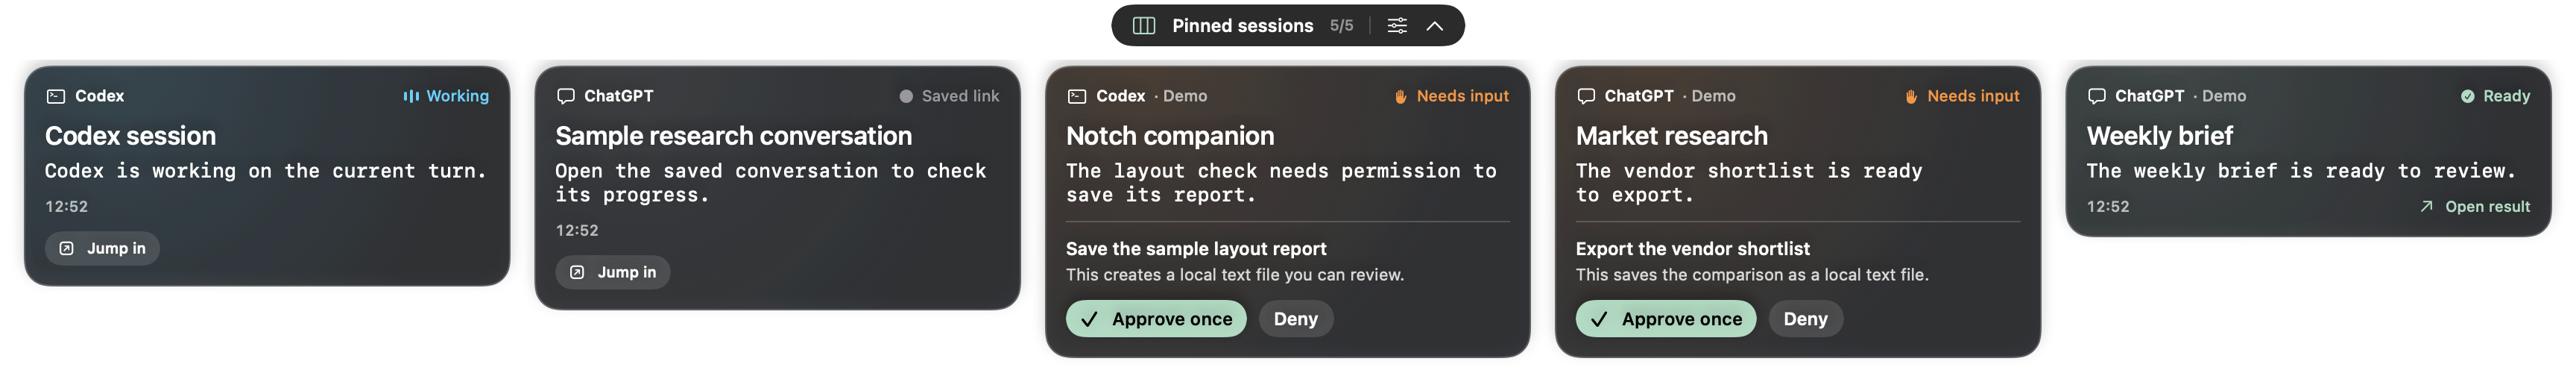 Pinned sessions 5/5
Codex Working
Codex session
Codex is working on the current turn.
12:52
Jump in
ChatGPT Saved link
Sample research conversation
Open the saved conversation to check
its progress.
12:52
Jump in
Codex · Demo Needs input
Notch companion
The layout check needs permission to
save its report.
Save the sample layout report
This creates a local text file you can review.
Approve once Deny
ChatGPT · Demo Needs input
Market research
The vendor shortlist is ready
to export.
Export the vendor shortlist
This saves the comparison as a local text file.
Approve once Deny
ChatGPT · Demo Ready
Weekly brief
The weekly brief is ready to review.
12:52 Open result